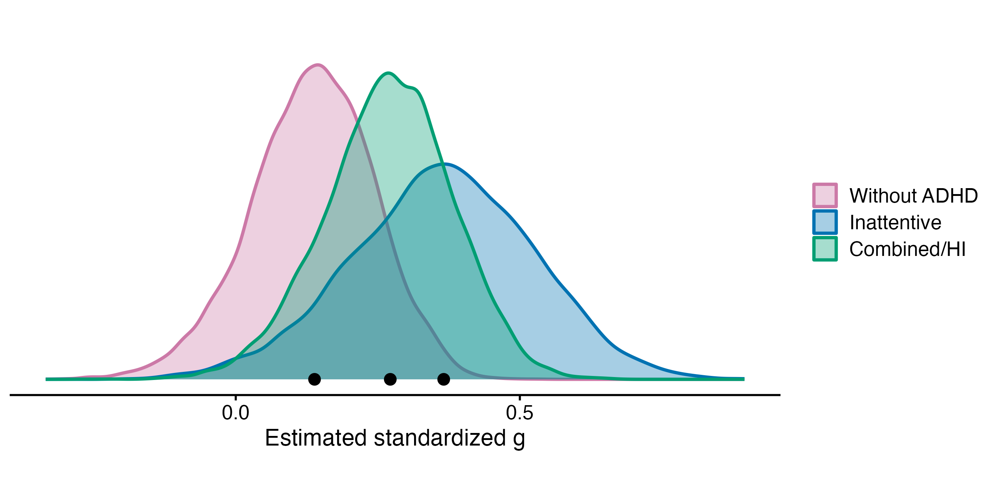 Without ADHD
Inattentive
Combined/HI
0.0
0.5
Estimated standardized g